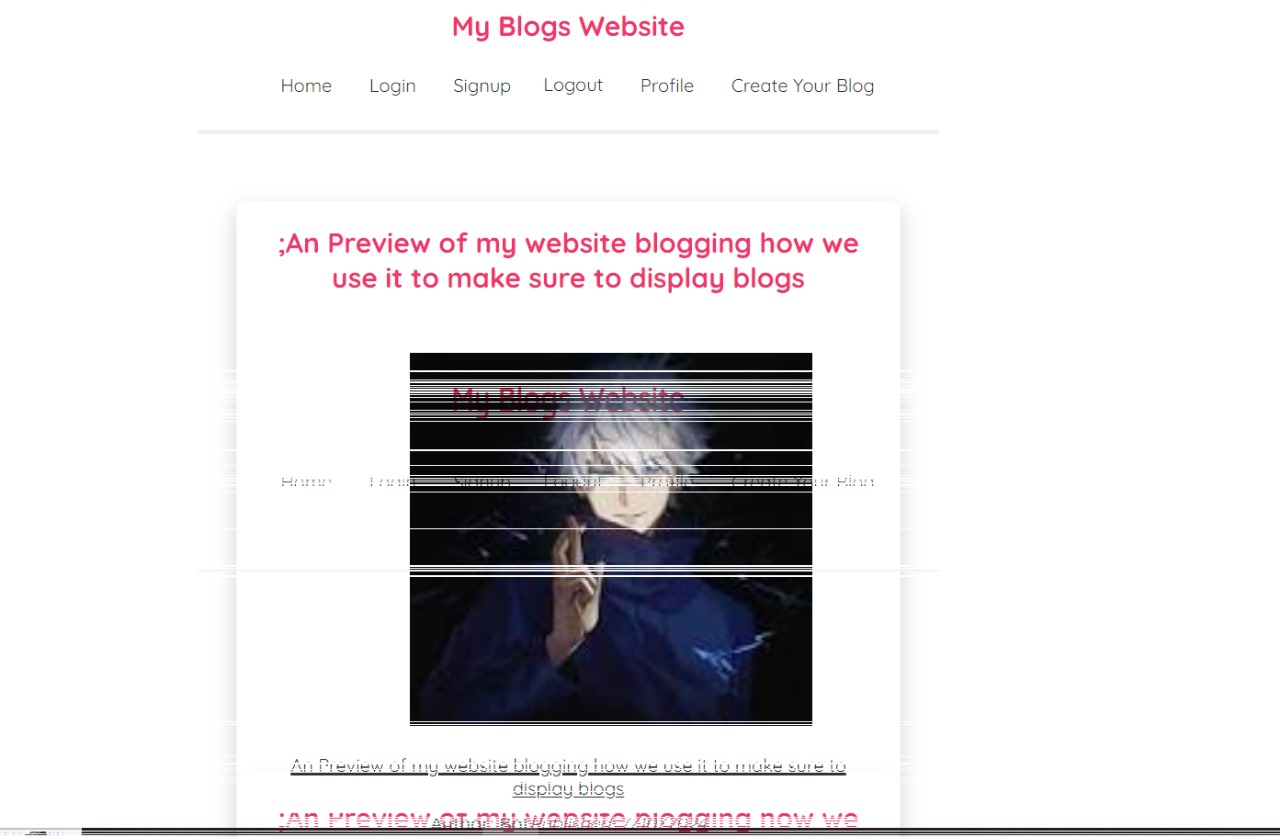 My Blogs Website
Home Login Signup Logout Profile Create Your Blog
;An Preview of my website blogging how we
use it to make sure to display blogs
My Blogs Website
Home Login Signup Logout Profile Create Your Blog
An Preview of my website blogging how we use it to make sure to
display blogs
;An Preview of my website blogging how we
Author: